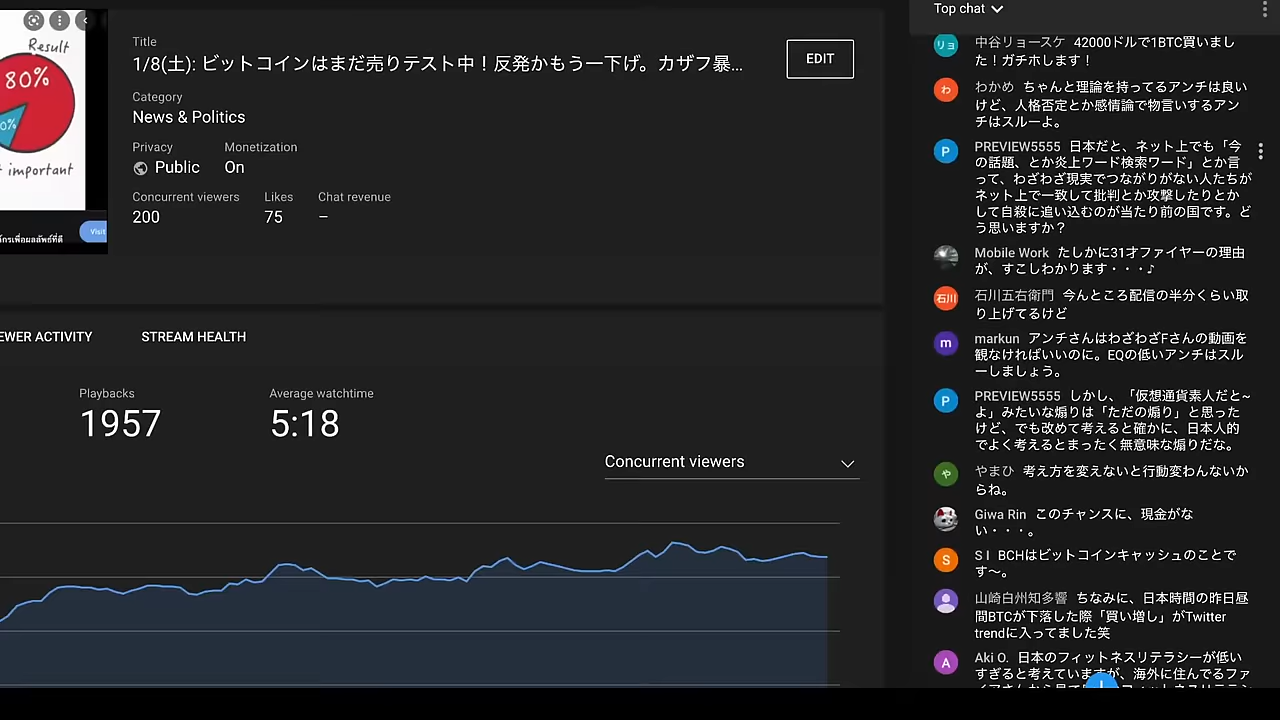 Result
80%
0%
t important
Visit
Title
1/8(土): ビットコインはまだ売りテスト中！反発かもう一下げ。カザフ暴...
EDIT
Category
News & Politics
Privacy
Monetization
Public
On
Concurrent viewers
Likes
Chat revenue
200
75
–
EWER ACTIVITY
STREAM HEALTH
Playbacks
Average watchtime
1957
5:18
Concurrent viewers
Top chat
リョ
中谷リョースケ 42000ドルで1BTC買いまし
た！ガチホします！
わ
わかめ ちゃんと理論を持ってるアンチは良い
けど、人格否定とか感情論で物言いするアン
チはスルーよ。
P
PREVIEW5555 日本だと、ネット上でも「今
の話題、とか炎上ワード検索ワード」とか言
って、わざわざ現実でつながりがない人たちが
ネット上で一致して批判とか攻撃したりとか
して自殺に追い込むのが当たり前の国です。ど
う思いますか？
Mobile Work たしかに31才ファイヤーの理由
が、すこしわかります・・・♪
石川
石川五右衛門 今んところ配信の半分くらい取
り上げてるけど
m
markun アンチさんはわざわざFさんの動画を
観なければいいのに。EQの低いアンチはスル
ーしましょう。
P
PREVIEW5555 しかし、「仮想通貨素人だと~
よ」みたいな煽りは「ただの煽り」と思った
けど、でも改めて考えると確かに、日本人的
でよく考えるとまったく無意味な煽りだな。
や
やまひ 考え方を変えないと行動変わんないか
らね。
Giwa Rin このチャンスに、現金がな
い・・・。
S
S I BCHはビットコインキャッシュのことで
す〜。
山崎白州知多響 ちなみに、日本時間の昨日昼
間BTCが下落した際「買い増し」がTwitter
trendに入ってました笑
A
Aki O. 日本のフィットネスリテラシーが低い
すぎると考えていますが、海外に住んでるファ